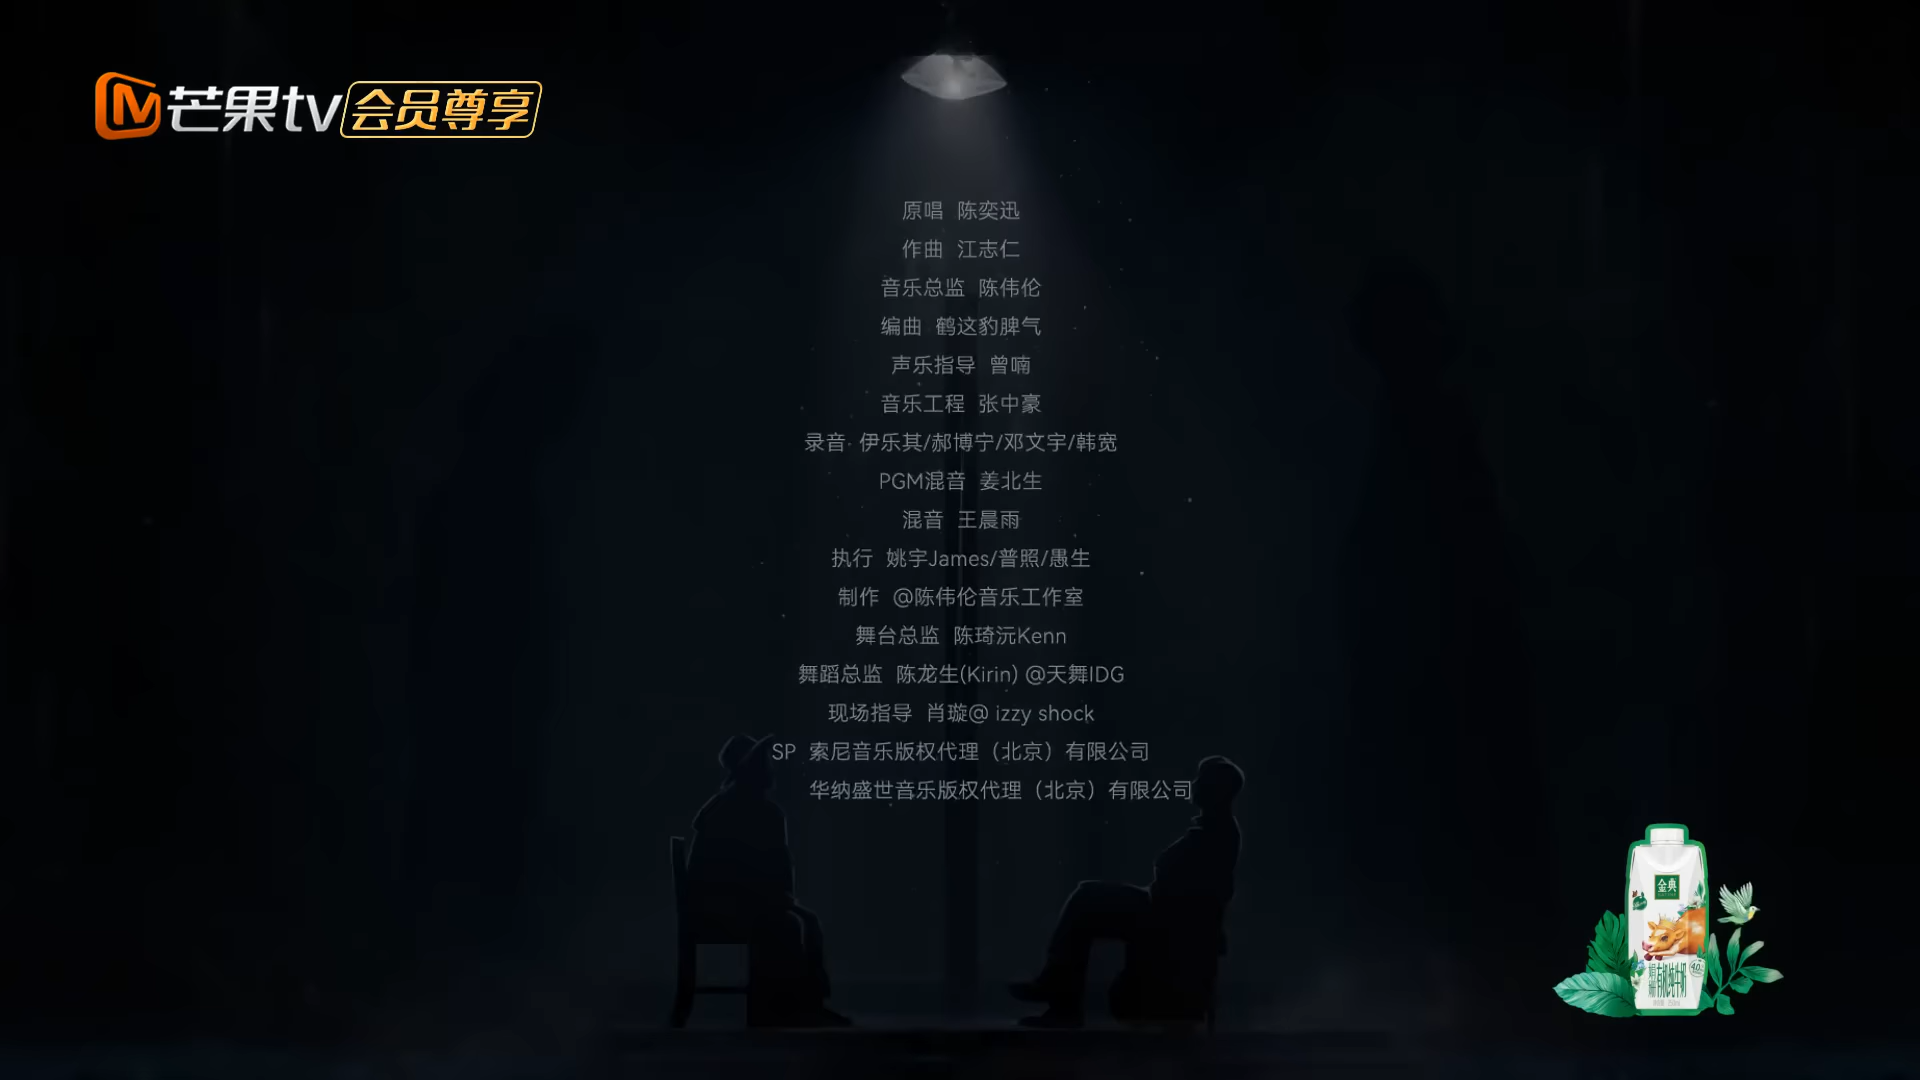 芒果tv会员尊享
原唱 陈奕迅
作曲 江志仁
音乐总监 陈伟伦
编曲 鹤这豹脾气
声乐指导 曾喃
音乐工程 张中豪
录音 伊乐其/郝博宁/邓文宇/韩宽
PGM混音 姜北生
混音 王晨雨
执行 姚宇James/普照/愚生
制作 @陈伟伦音乐工作室
舞台总监 陈琦沅Kenn
舞蹈总监 陈龙生(Kirin) @天舞IDG
现场指导 肖璇@ izzy shock
SP 索尼音乐版权代理（北京）有限公司
华纳盛世音乐版权代理（北京）有限公司
金典
有机纯牛奶
4.0